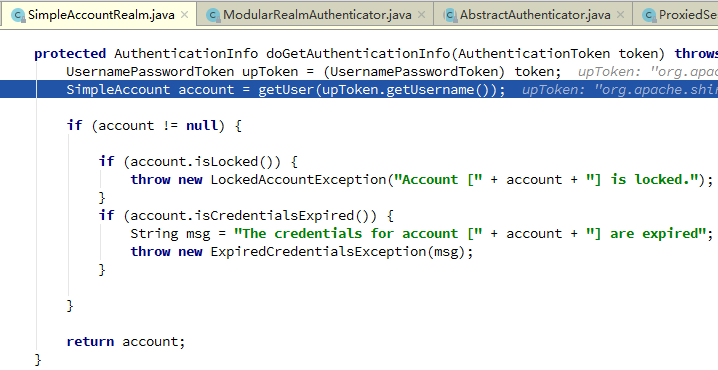 SimpleAccountRealm.java × ModularRealmAuthenticator.java × AbstractAuthenticator.java × ProxiedSe
protected AuthenticationInfo doGetAuthenticationInfo(AuthenticationToken token) throws
UsernamePasswordToken upToken = (UsernamePasswordToken) token; upToken: "org.apac
SimpleAccount account = getUser(upToken.getUsername()); upToken: "org.apache.shir
if (account != null) {
if (account.isLocked()) {
throw new LockedAccountException("Account [" + account + "] is locked.");
}
if (account.isCredentialsExpired()) {
String msg = "The credentials for account [" + account + "] are expired";
throw new ExpiredCredentialsException(msg);
}
}
return account;
}